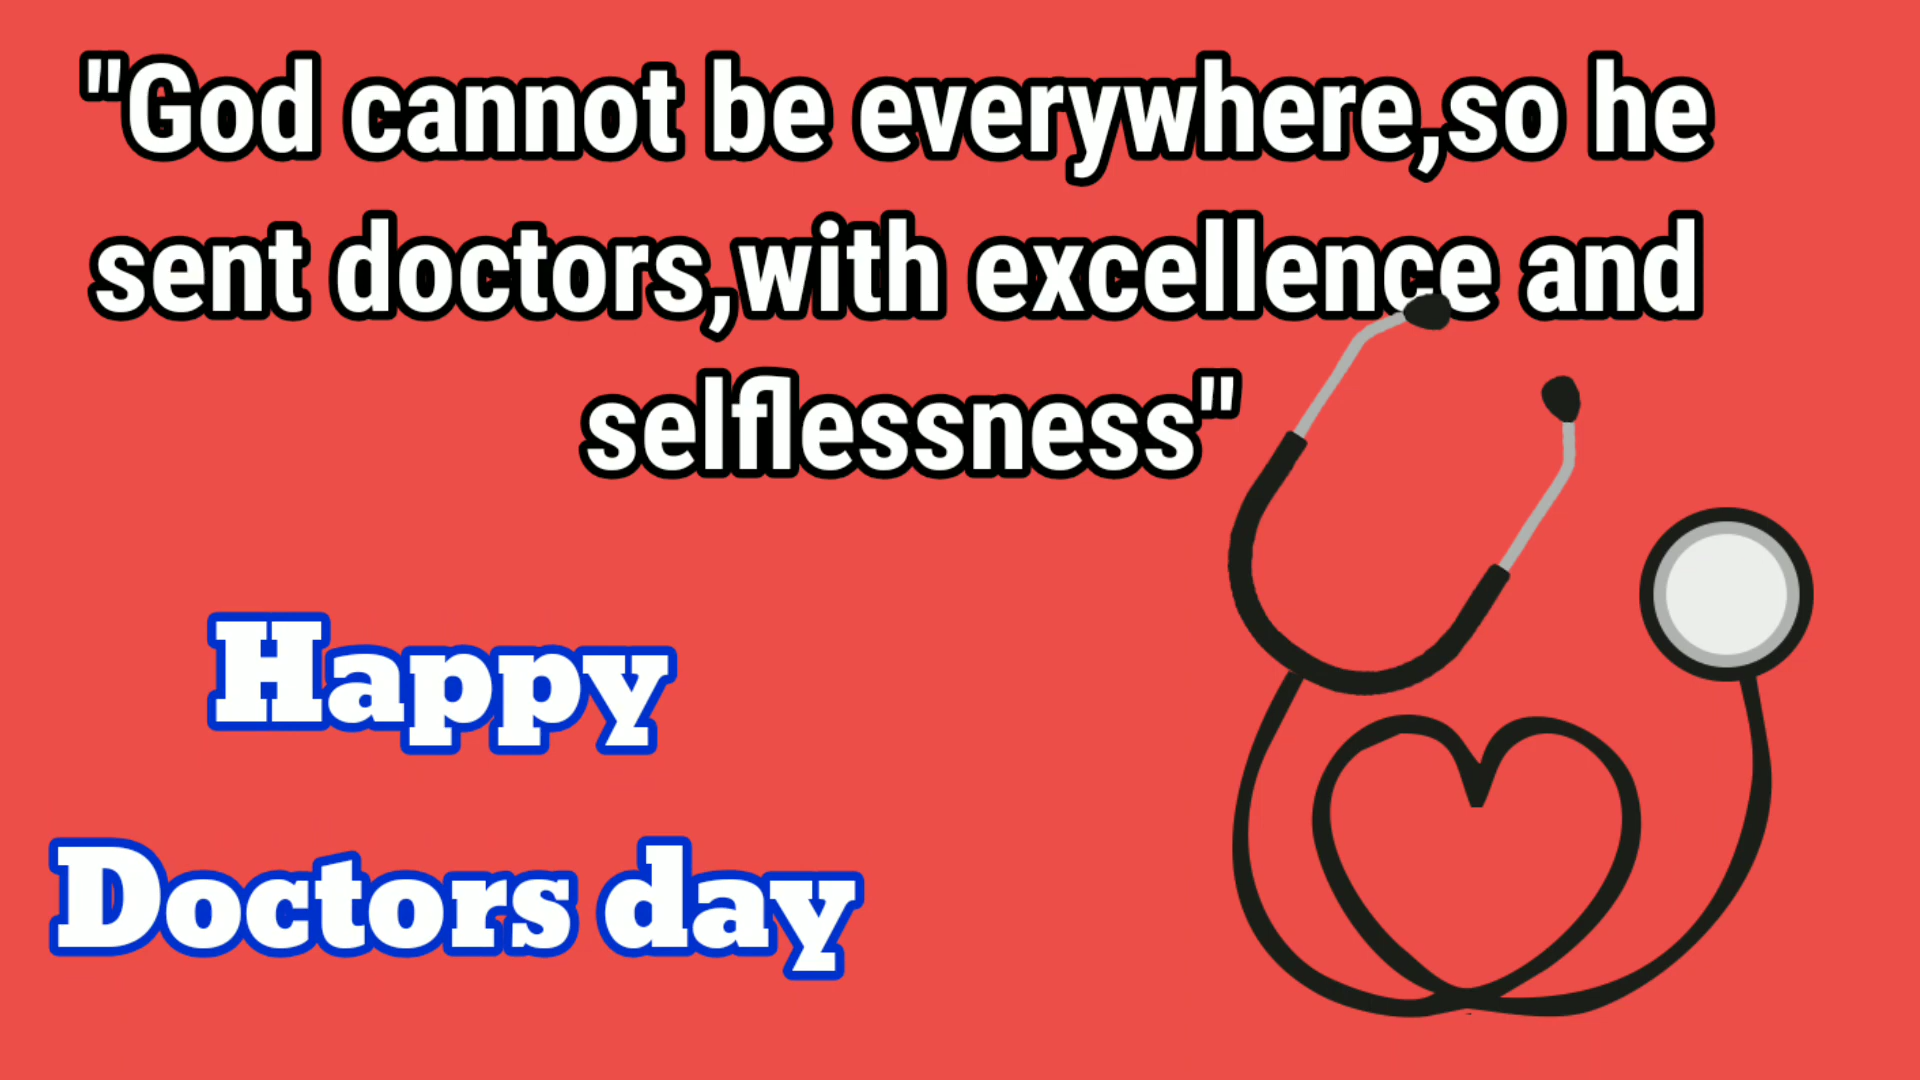 "God cannot be everywhere,so he
sent doctors,with excellence and
selflessness"
Happy
Doctors day